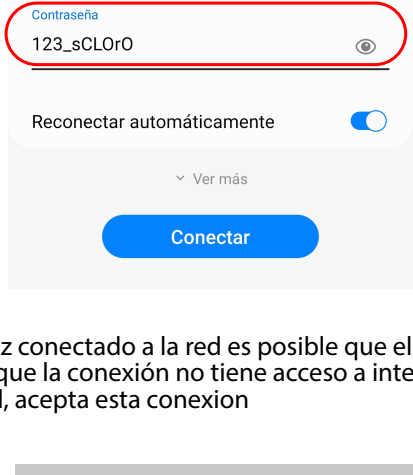 Contraseña
123_sCLOrO
Reconectar automáticamente
Ver más
Conectar
z conectado a la red es posible que el
que la conexión no tiene acceso a inte
, acepta esta conexion